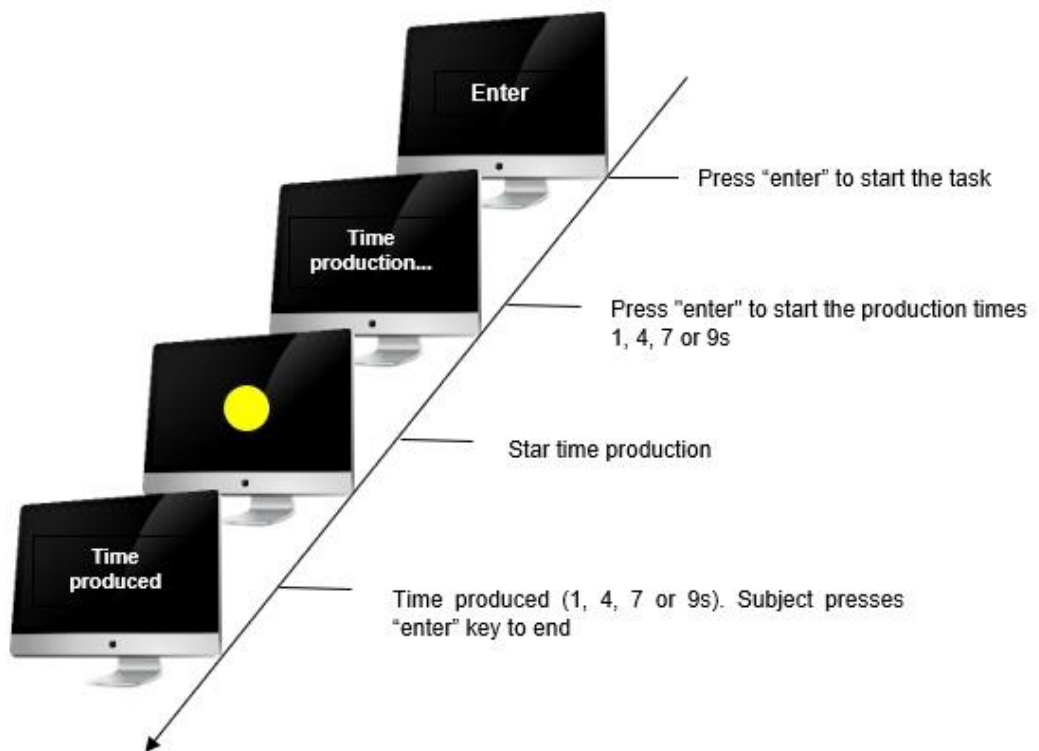 Enter
Press “enter” to start the task
Time
production...
Press "enter" to start the production times
1, 4, 7 or 9s
Star time production
Time
produced
Time produced (1, 4, 7 or 9s). Subject presses
“enter” key to end